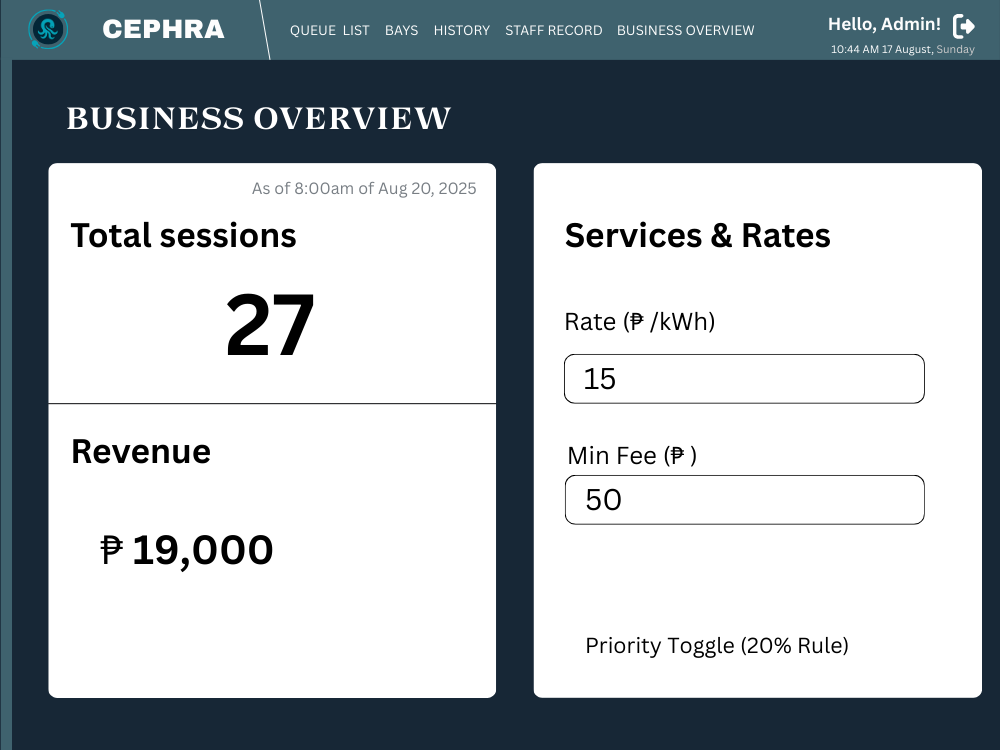 CEPHRA
QUEUE LIST BAYS HISTORY STAFF RECORD BUSINESS OVERVIEW
Hello, Admin!
10:44 AM 17 August, Sunday
BUSINESS OVERVIEW
As of 8:00am of Aug 20, 2025
Total sessions
27
Revenue
₱ 19,000
Services & Rates
Rate (₱ /kWh)
15
Min Fee (₱ )
50
Priority Toggle (20% Rule)